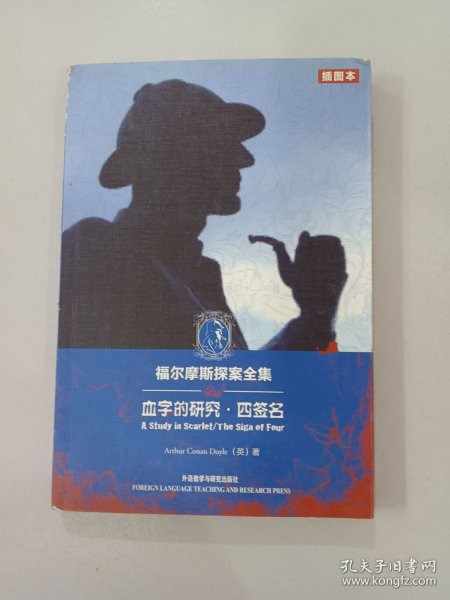 插图本
福尔摩斯探案全集
血字的研究·四签名
A Study in Scarlet/The Sign of Four
Arthur Conan Doyle（英）著
外语教学与研究出版社
FOREIGN LANGUAGE TEACHING AND RESEARCH PRESS
孔夫子旧书网
www.kongfz.com